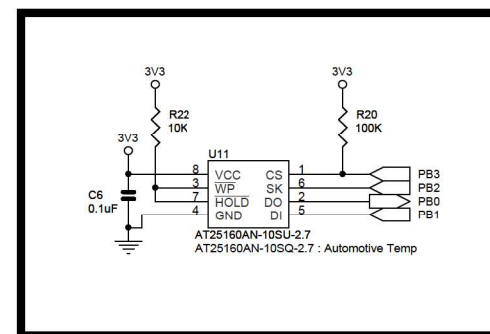 3V3
3V3
R22
10K
R20
100K
3V3
U11
8 VCC CS 1 PB3
3 WP SK 6 PB2
7 HOLD DO 2 PB0
4 GND DI 5 PB1
C6
0.1uF
AT25160AN-10SU-2.7
AT25160AN-10SQ-2.7 : Automotive Temp